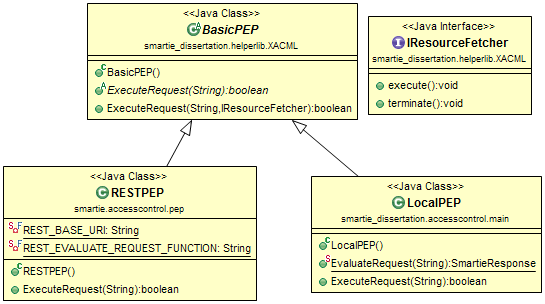 <<Java Class>>
BasicPEP
smartie_dissertation.helperlib.XACML
BasicPEP()
ExecuteRequest(String):boolean
ExecuteRequest(String,IResourceFetcher):boolean
<<Java Interface>>
IResourceFetcher
smartie_dissertation.helperlib.XACML
execute():void
terminate():void
<<Java Class>>
RESTPEP
smartie.accesscontrol.pep
REST_BASE_URI: String
REST_EVALUATE_REQUEST_FUNCTION: String
RESTPEP()
ExecuteRequest(String):boolean
<<Java Class>>
LocalPEP
smartie_dissertation.accesscontrol.main
LocalPEP()
EvaluateRequest(String):SmartieResponse
ExecuteRequest(String):boolean